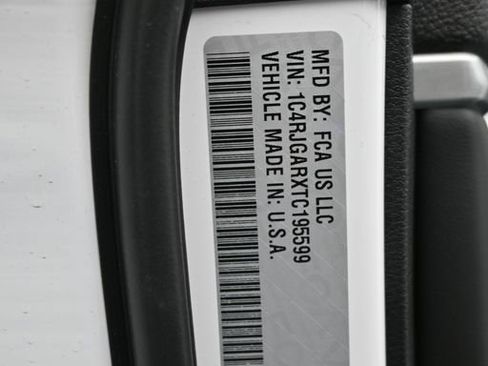 MFD BY: FCA US LLC
VIN: 1C4RJGARXTC195599
VEHICLE MADE IN: U.S.A.